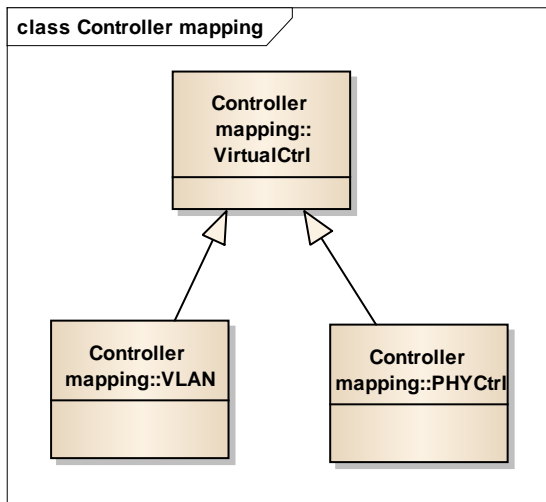 class Controller mapping
Controller
mapping::
VirtualCtrl
Controller
mapping::VLAN
Controller
mapping::PHYCtrl